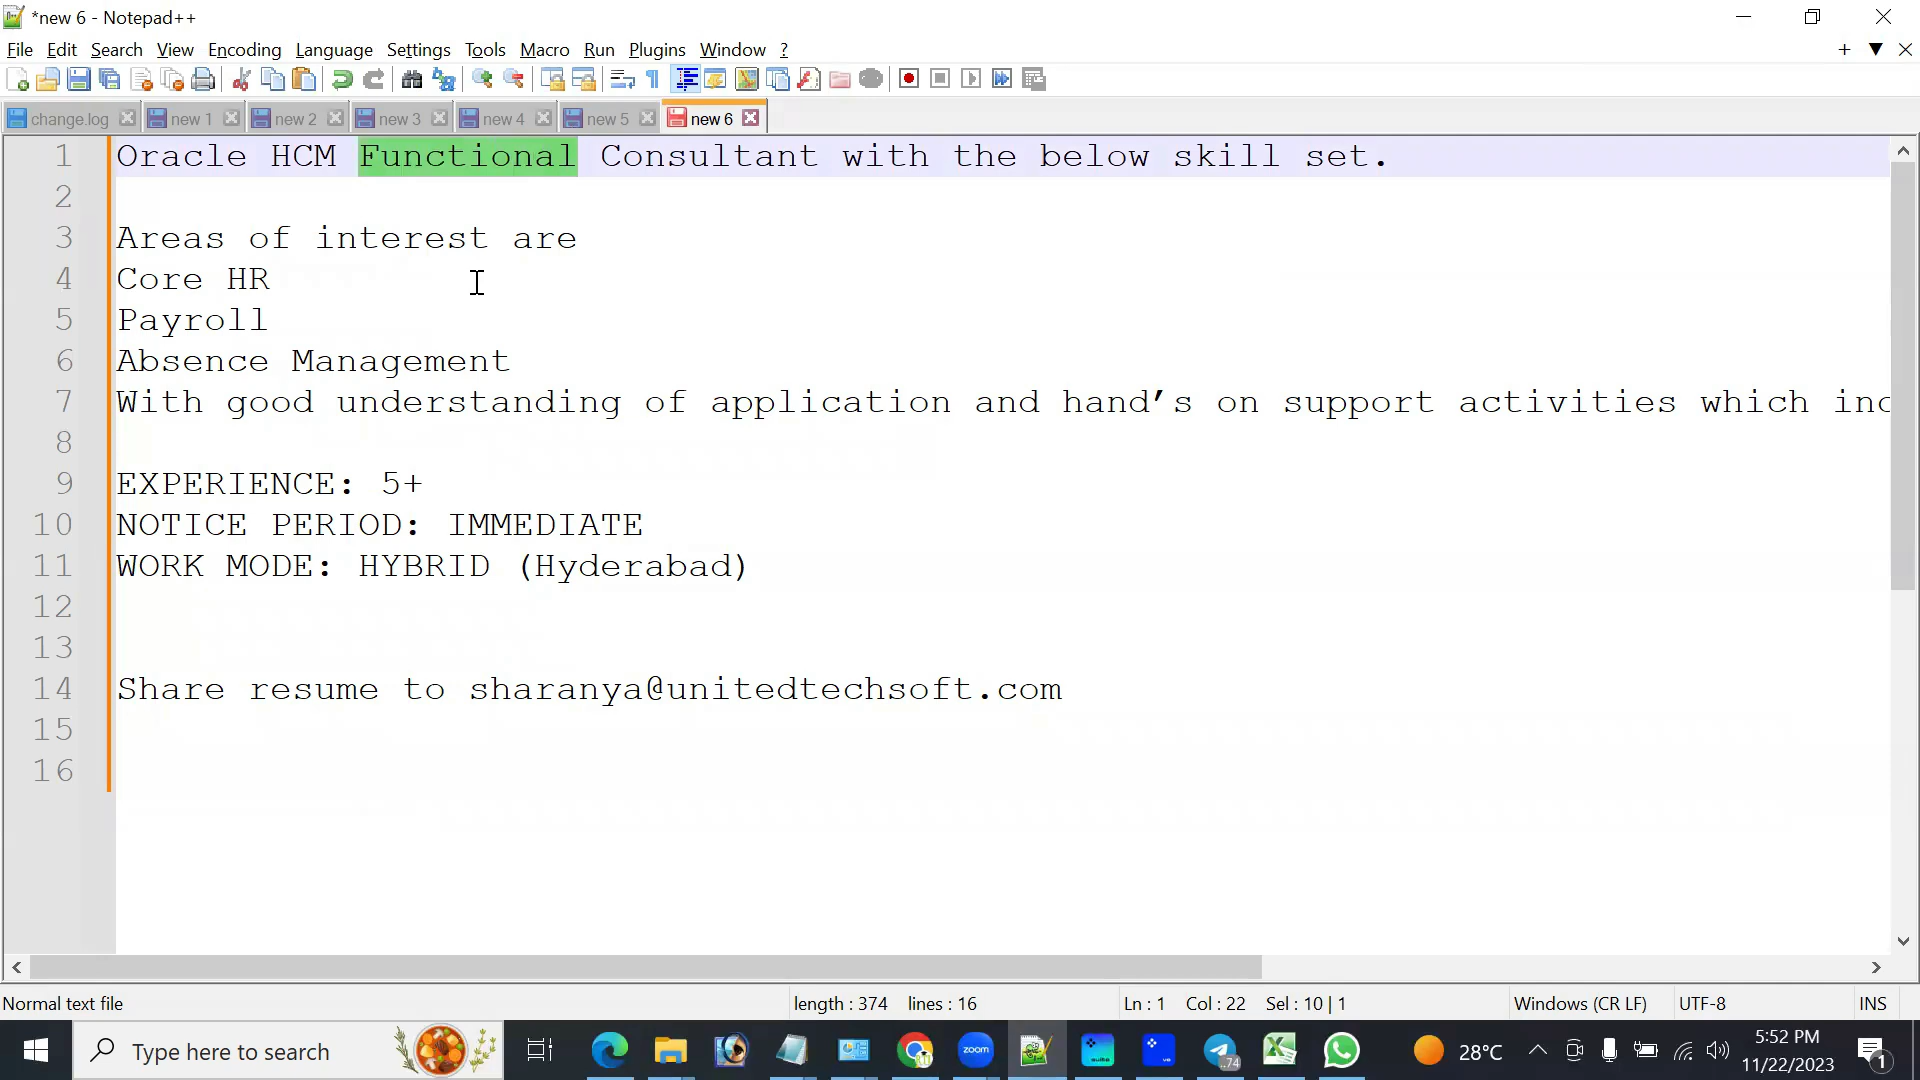 *new 6 - Notepad++
File Edit Search View Encoding Language Settings Tools Macro Run Plugins Window ?
change.log new 1 new 2 new 3 new 4 new 5 new 6
1 Oracle HCM Functional Consultant with the below skill set.
2
3 Areas of interest are
4 Core HR
5 Payroll
6 Absence Management
7 With good understanding of application and hand’s on support activities which inc
8
9 EXPERIENCE: 5+
10 NOTICE PERIOD: IMMEDIATE
11 WORK MODE: HYBRID (Hyderabad)
12
13
14 Share resume to sharanya@unitedtechsoft.com
15
16
Normal text file length : 374 lines : 16 Ln : 1 Col : 22 Sel : 10 | 1 Windows (CR LF) UTF-8 INS
Type here to search zoom 74 28°C 5:52 PM
11/22/2023 1